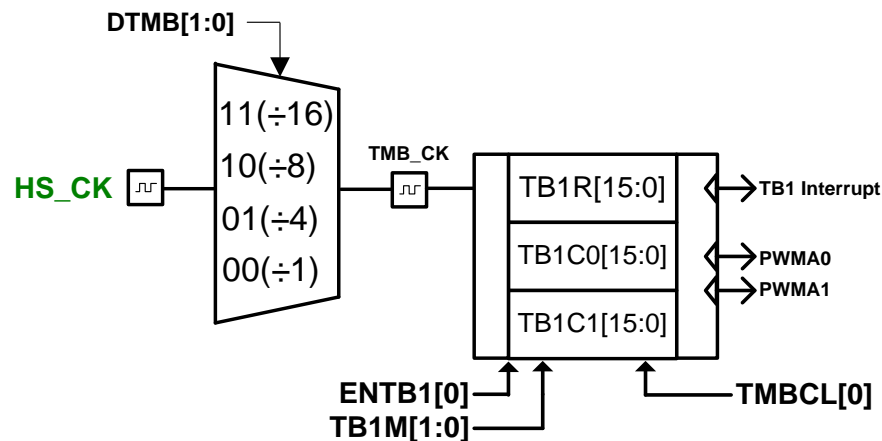 DTMB[1:0]
11(÷16)
10(÷8)
01(÷4)
00(÷1)
HS_CK
TMB_CK
TB1R[15:0]
TB1C0[15:0]
TB1C1[15:0]
TB1 Interrupt
PWMA0
PWMA1
ENTB1[0]
TB1M[1:0]
TMBCL[0]